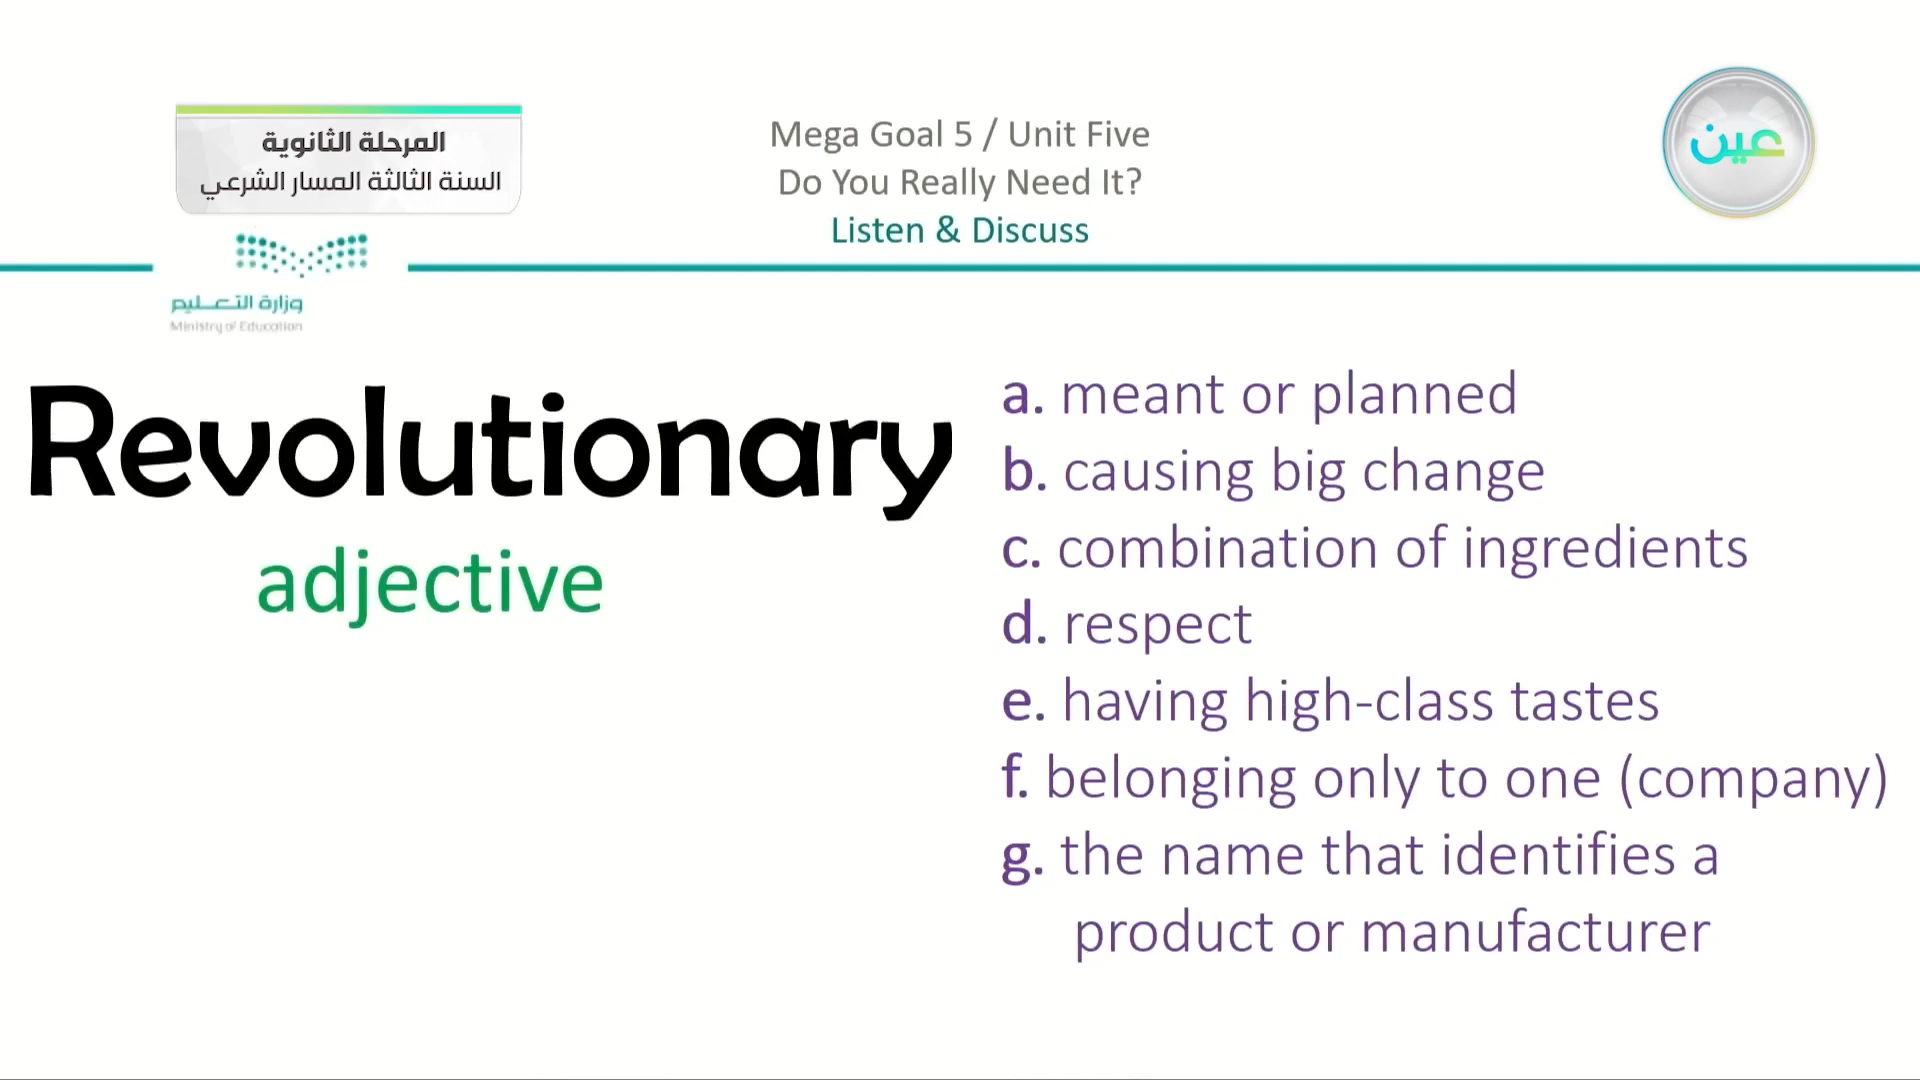 المرحلة الثانوية
السنة الثالثة المسار الشرعي
Mega Goal 5 / Unit Five
Do You Really Need It?
Listen & Discuss
عين
وزارة التعليم
Ministry of Education
Revolutionary
adjective
a. meant or planned
b. causing big change
c. combination of ingredients
d. respect
e. having high-class tastes
f. belonging only to one (company)
g. the name that identifies a
product or manufacturer